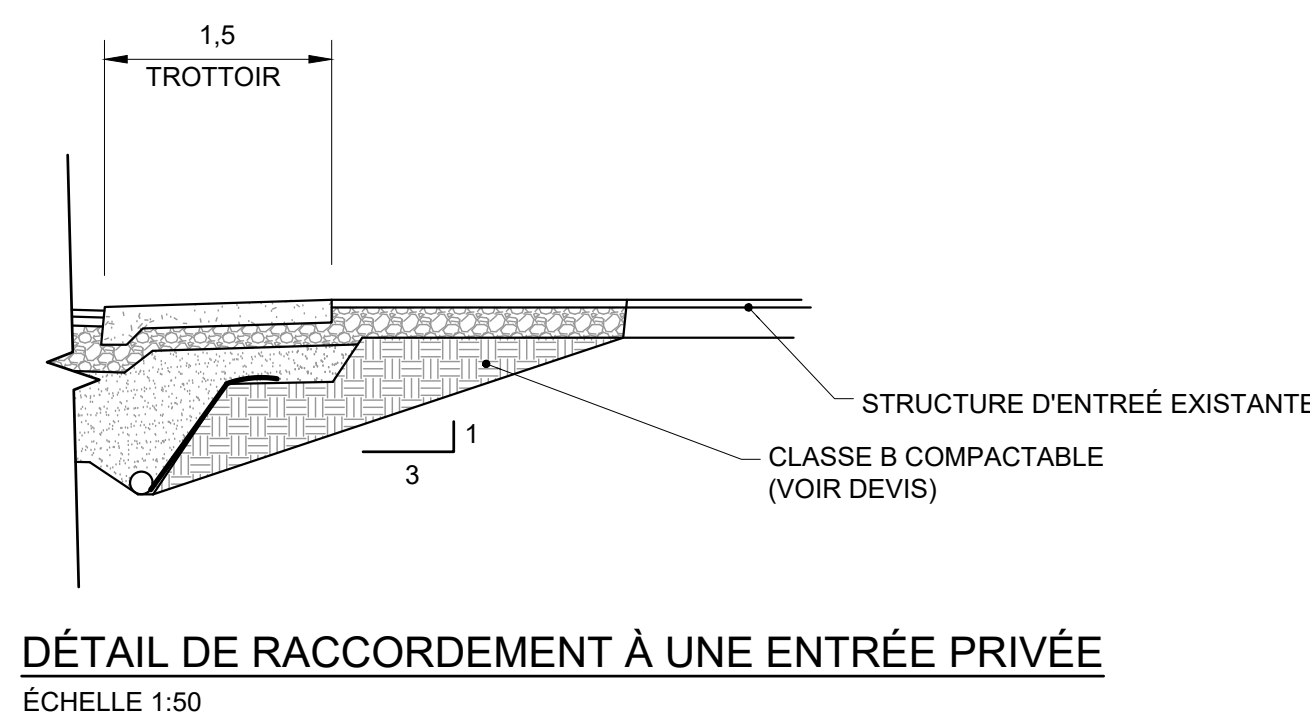 1,5
TROTTOIR
STRUCTURE D'ENTREÉ EXISTANTE
1
3
CLASSE B COMPACTABLE
(VOIR DEVIS)
DÉTAIL DE RACCORDEMENT À UNE ENTRÉE PRIVÉE
ÉCHELLE 1:50